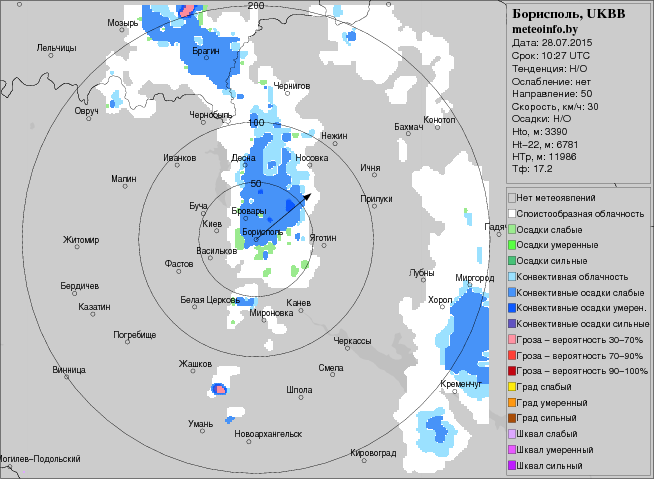 Борисполь, UKBB
meteoinfo.by
Дата: 28.07.2015
Срок: 10:27 UTC
Тенденция: Н/О
Ослабление: нет
Направление: 50
Скорость, км/ч: 30
Осадки: Н/О
Hto, м: 3390
Ht-22, м: 6781
HTp, м: 11986
Тф: 17.2
Нет метеоявлений
Слоистообразная облачность
Осадки слабые
Осадки умеренные
Осадки сильные
Конвективная облачность
Конвективные осадки слабые
Конвективные осадки умерен.
Конвективные осадки сильные
Гроза - вероятность 30-70%
Гроза - вероятность 70-90%
Гроза - вероятность 90-100%
Град слабый
Град умеренный
Град сильный
Шквал слабый
Шквал умеренный
Шквал сильный
200
Мозырь
Лельчицы
Брагин
Чернигов
Овруч
Чернобыль
100
Конотоп
Бахмач
Нежин
Иванков
Десна
Носовка
Ичня
Малин
50
Прилуки
Буча
Бровары
Киев
Борисполь
Яготин
Гадяч
Житомир
Васильков
Фастов
Лубны
Миргород
Бердичев
Белая Церковь
Канев
Хорол
Казатин
Мироновка
Погребище
Черкассы
Жашков
Смела
Винница
Шпола
Кременчуг
Умань
Новоархангельск
Кировоград
Могилев-Подольский